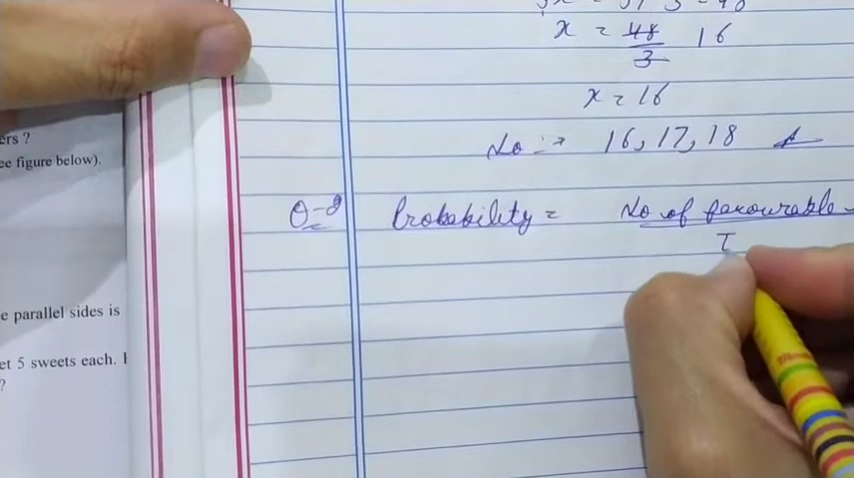 x = 48/3 16
x = 16
No :→ 16, 17, 18
Q-8 Probability = No of favourable
T
ers ?
ee figure below).
e parallel sides is
et 5 sweets each. I
?